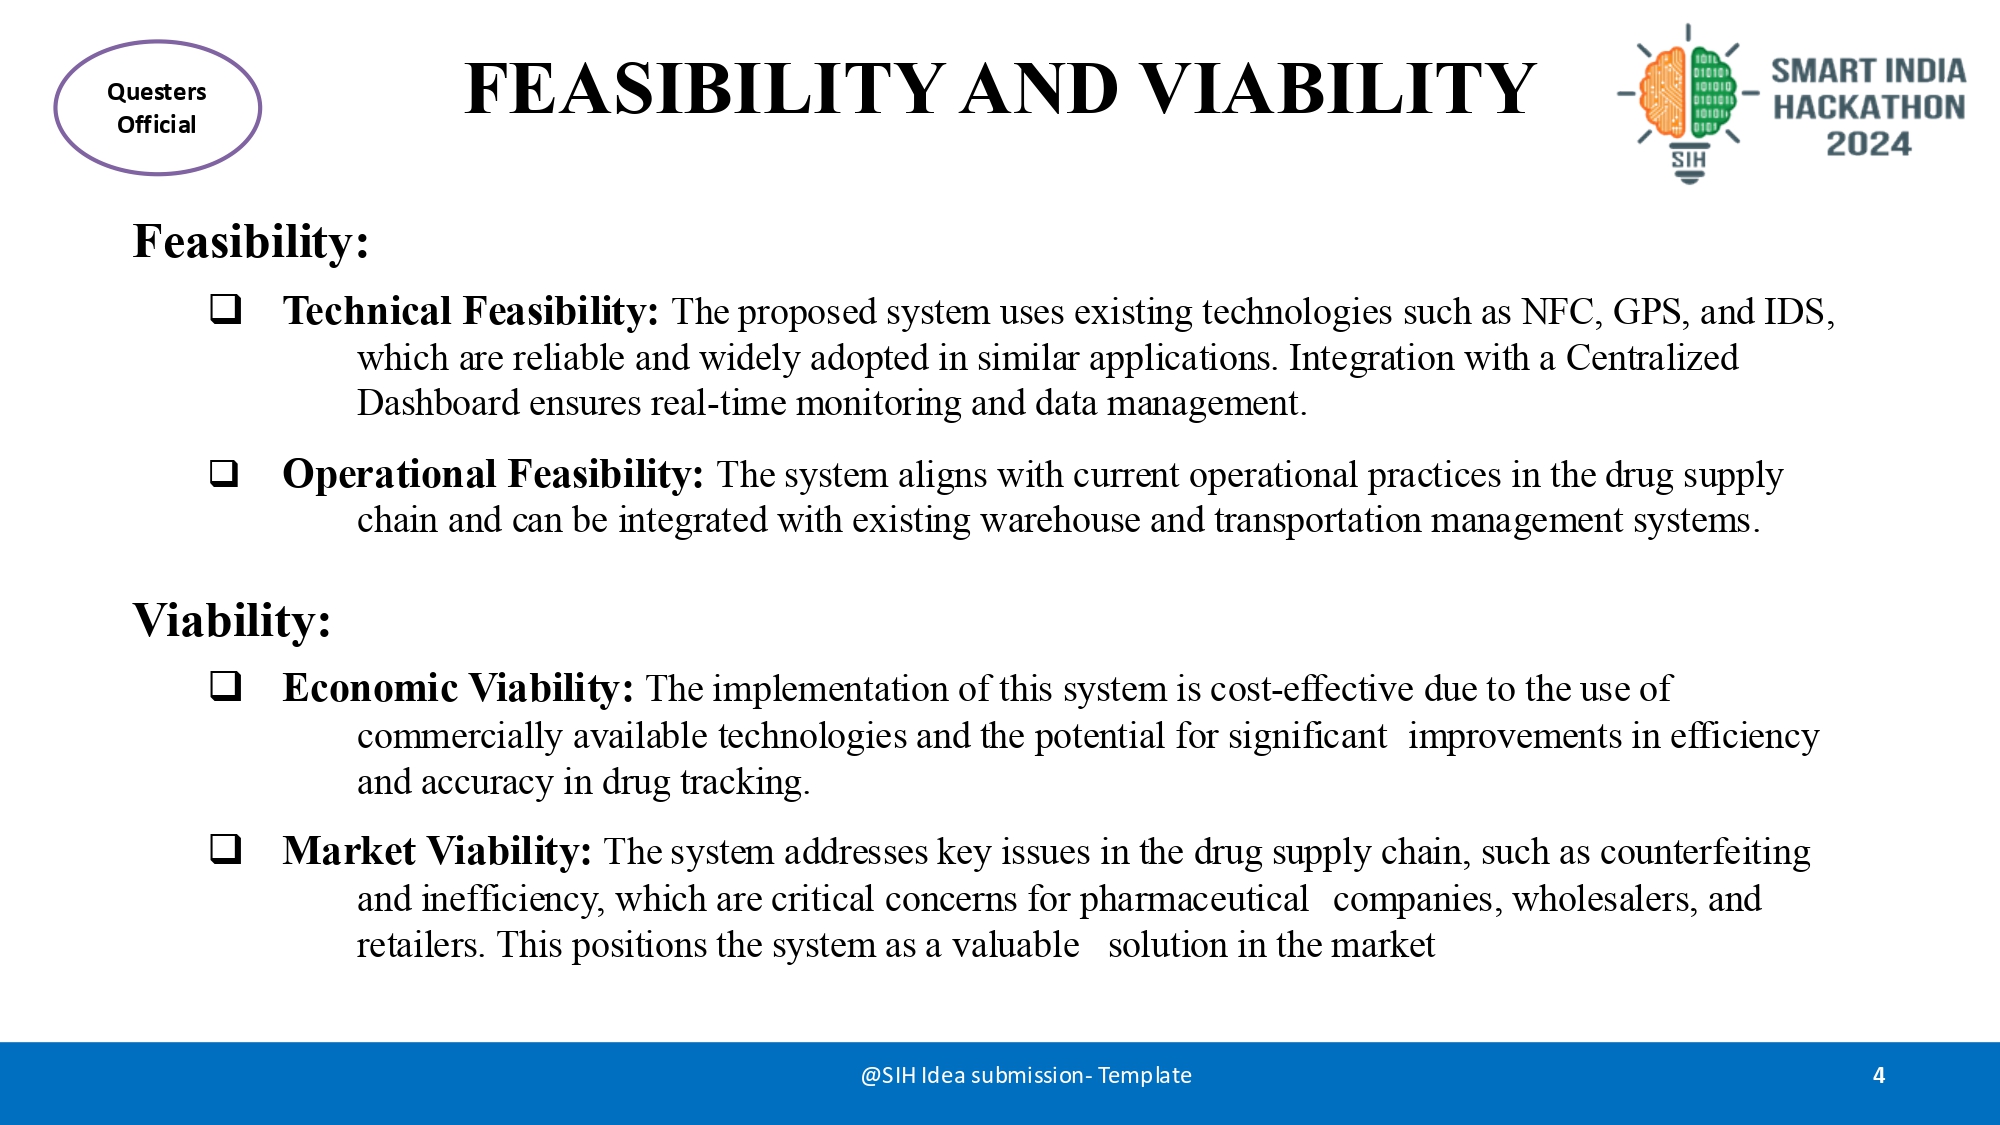 Questers
Official
FEASIBILITY AND VIABILITY
SMART INDIA
HACKATHON
2024
SIH
Feasibility:
❑ Technical Feasibility: The proposed system uses existing technologies such as NFC, GPS, and IDS,
which are reliable and widely adopted in similar applications. Integration with a Centralized
Dashboard ensures real-time monitoring and data management.
❑ Operational Feasibility: The system aligns with current operational practices in the drug supply
chain and can be integrated with existing warehouse and transportation management systems.
Viability:
❑ Economic Viability: The implementation of this system is cost-effective due to the use of
commercially available technologies and the potential for significant improvements in efficiency
and accuracy in drug tracking.
❑ Market Viability: The system addresses key issues in the drug supply chain, such as counterfeiting
and inefficiency, which are critical concerns for pharmaceutical companies, wholesalers, and
retailers. This positions the system as a valuable solution in the market
@SIH Idea submission- Template
4